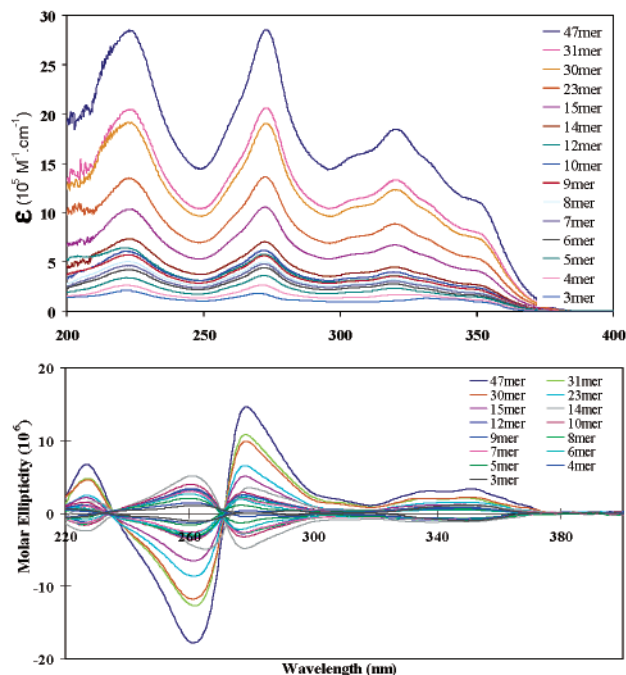 30
25
20
15
10
5
0
ε (10⁵ M⁻¹.cm⁻¹)
200 250 300 350 400
47mer
31mer
30mer
23mer
15mer
14mer
12mer
10mer
9mer
8mer
7mer
6mer
5mer
4mer
3mer
20
10
0
-10
-20
Molar Ellipticity (10⁶)
220 260 300 340 380
47mer 31mer
30mer 23mer
15mer 14mer
12mer 10mer
9mer 8mer
7mer 6mer
5mer 4mer
3mer
Wavelength (nm)